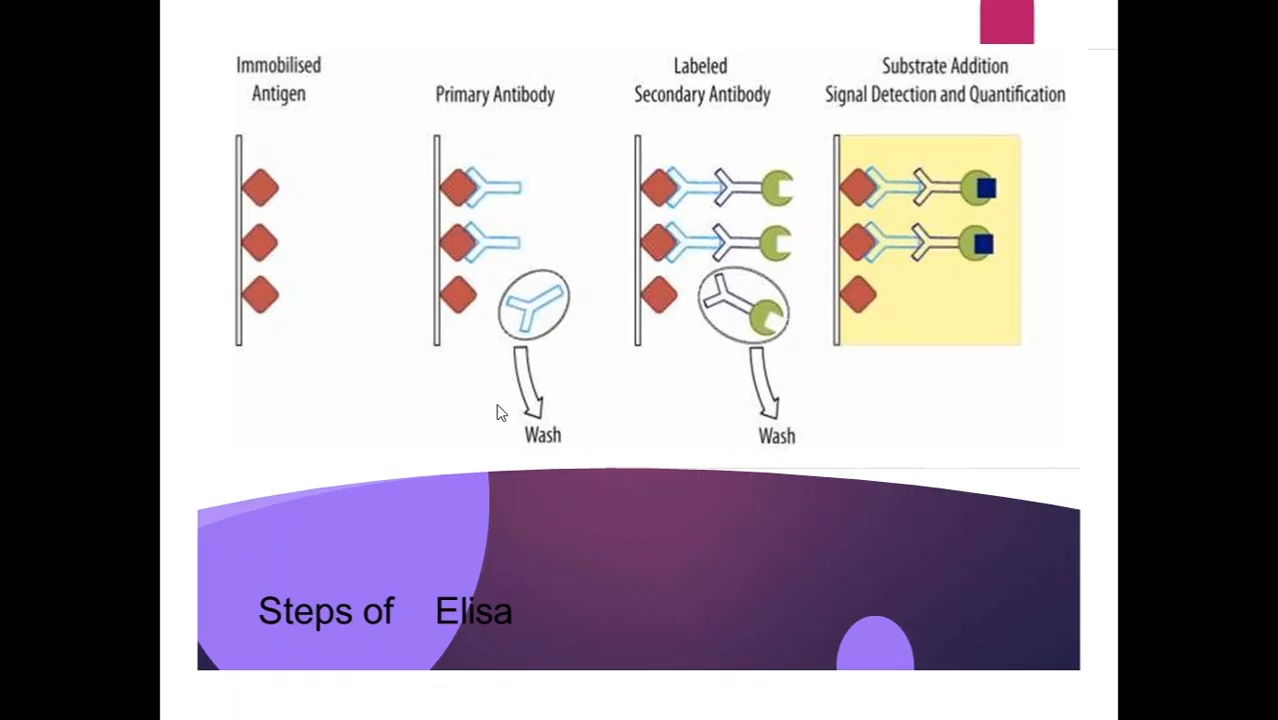 Immobilised
Antigen
Primary Antibody
Labeled
Secondary Antibody
Substrate Addition
Signal Detection and Quantification
Wash
Wash
Steps of Elisa